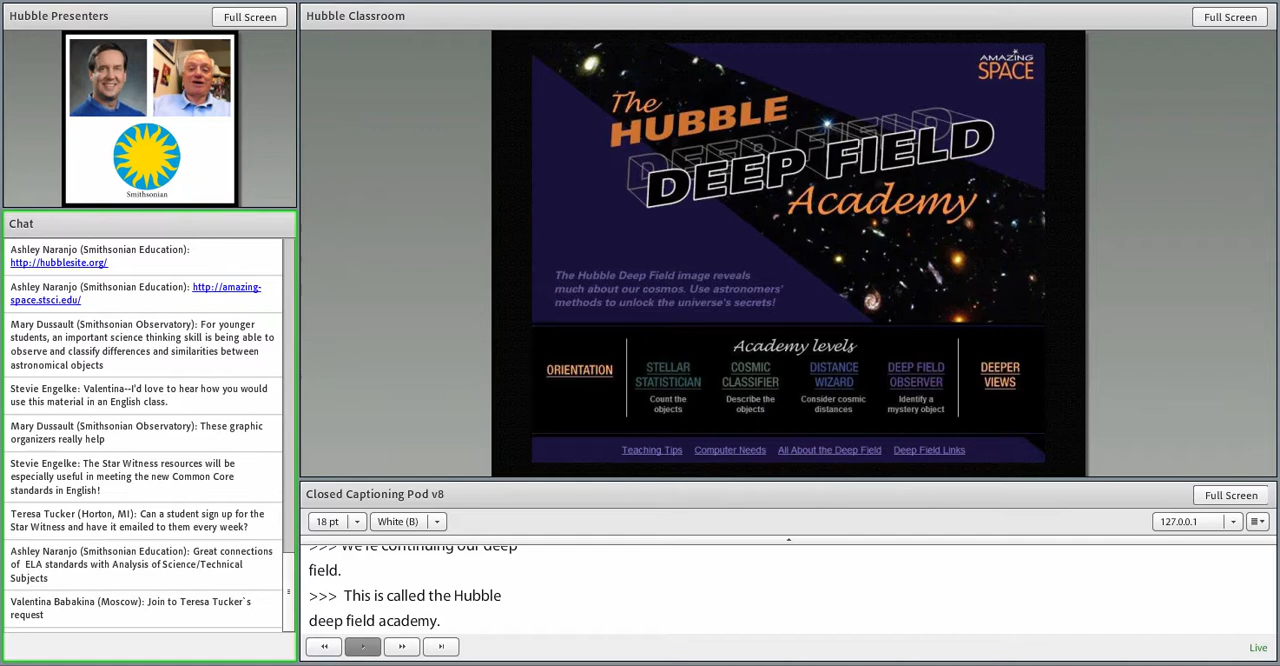 Hubble Presenters
Full Screen
Smithsonian
Chat
Ashley Naranjo (Smithsonian Education):
http://hubblesite.org/
Ashley Naranjo (Smithsonian Education): http://amazing-
space.stsci.edu/
Mary Dussault (Smithsonian Observatory): For younger
students, an important science thinking skill is being able to
observe and classify differences and similarities between
astronomical objects
Stevie Engelke: Valentina--I'd love to hear how you would
use this material in an English class.
Mary Dussault (Smithsonian Observatory): These graphic
organizers really help
Stevie Engelke: The Star Witness resources will be
especially useful in meeting the new Common Core
standards in English!
Teresa Tucker (Horton, MI): Can a student sign up for the
Star Witness and have it emailed to them every week?
Ashley Naranjo (Smithsonian Education): Great connections
of ELA standards with Analysis of Science/Technical
Subjects
Valentina Babakina (Moscow): Join to Teresa Tucker`s
request
Hubble Classroom
Full Screen
AMAZING
SPACE
The
HUBBLE
DEEP FIELD
Academy
The Hubble Deep Field image reveals
much about our cosmos. Use astronomers'
methods to unlock the universe's secrets!
Academy levels
ORIENTATION
STELLAR
STATISTICIAN
Count the
objects
COSMIC
CLASSIFIER
Describe the
objects
DISTANCE
WIZARD
Consider cosmic
distances
DEEP FIELD
OBSERVER
Identify a
mystery object
DEEPER
VIEWS
Teaching Tips Computer Needs All About the Deep Field Deep Field Links
Closed Captioning Pod v8
Full Screen
18 pt White (B) 127.0.0.1
>>> We're continuing our deep
field.
>>> This is called the Hubble
deep field academy.
Live